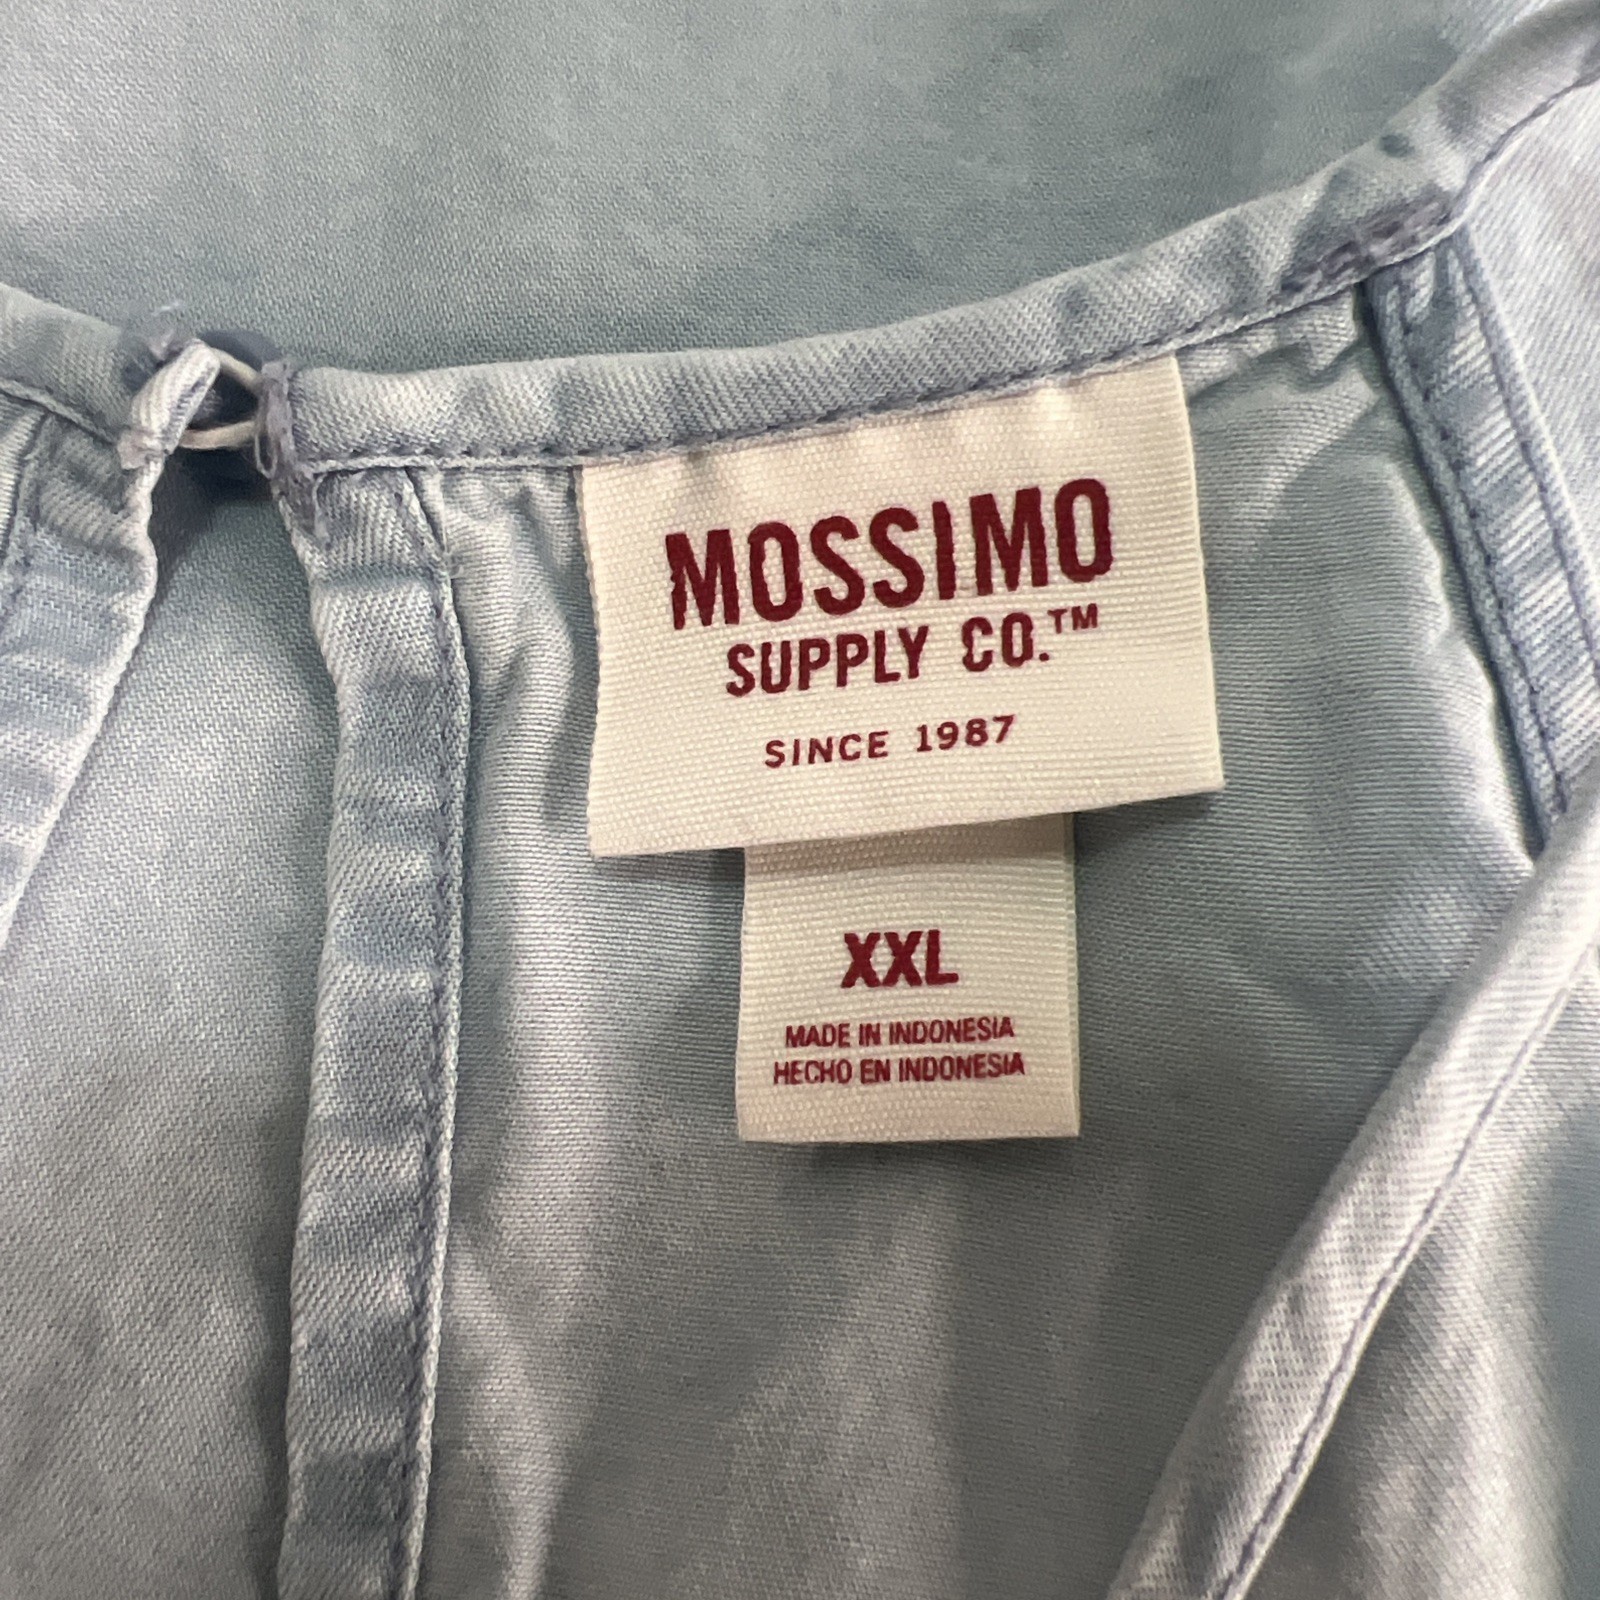 MOSSIMO
SUPPLY CO.™
SINCE 1987
XXL
MADE IN INDONESIA
HECHO EN INDONESIA